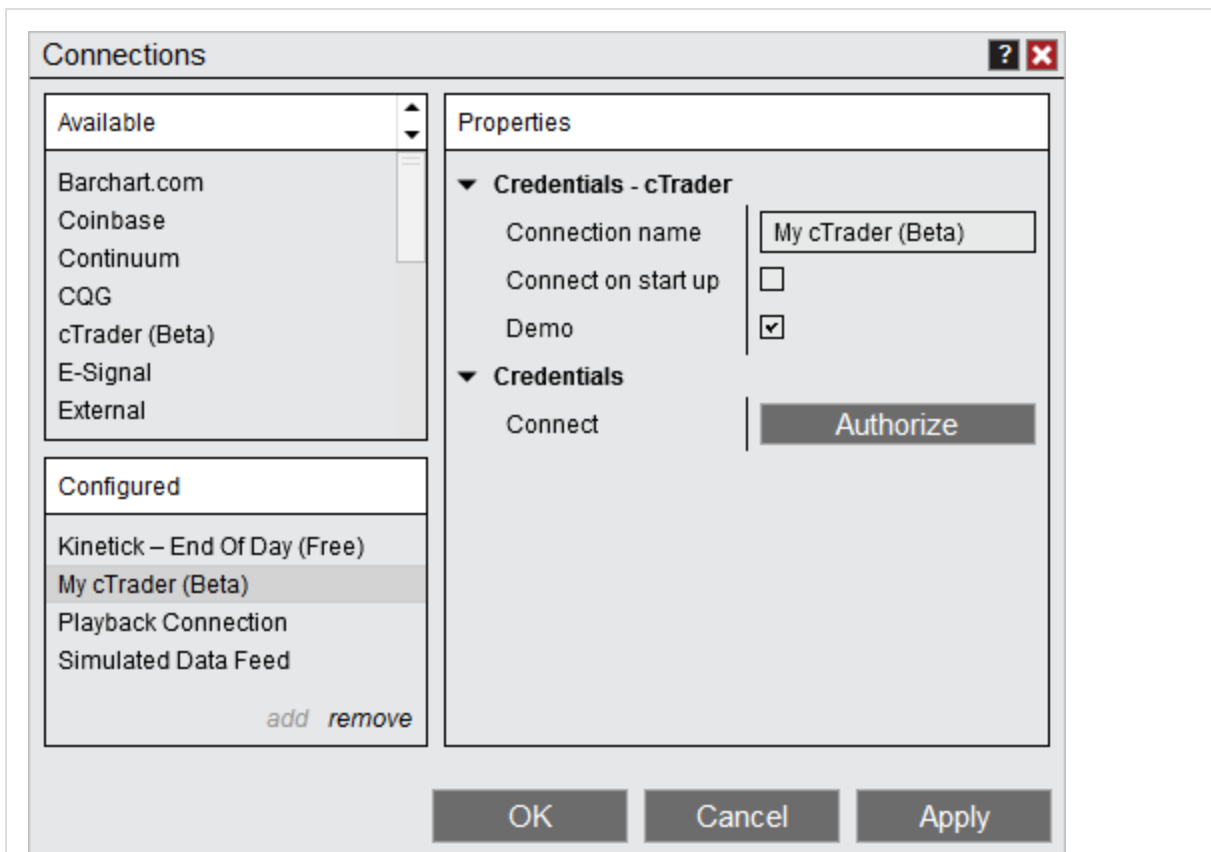 Connections
?
Available
Barchart.com
Coinbase
Continuum
CQG
cTrader (Beta)
E-Signal
External
Configured
Kinetick – End Of Day (Free)
My cTrader (Beta)
Playback Connection
Simulated Data Feed
add remove
Properties
Credentials - cTrader
Connection name My cTrader (Beta)
Connect on start up
Demo
Credentials
Connect Authorize
OK Cancel Apply